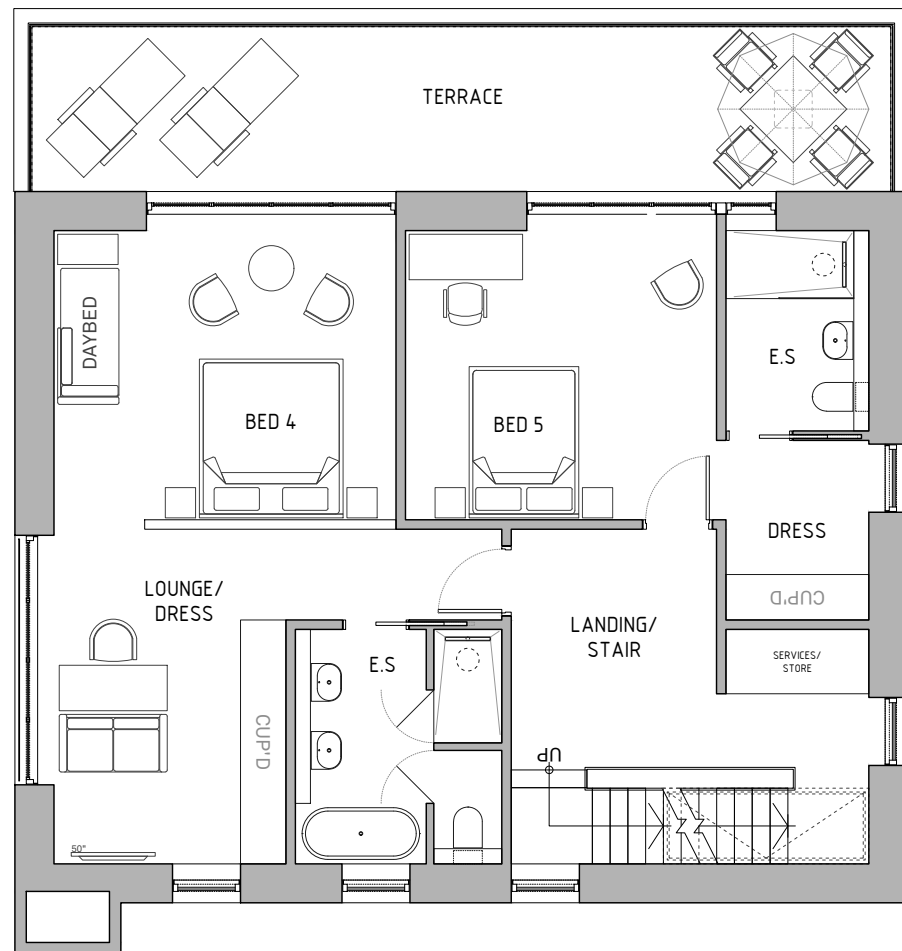 TERRACE
DAYBED
BED 4
BED 5
E.S
DRESS
CUP'D
LOUNGE/
DRESS
LANDING/
STAIR
E.S
SERVICES/
STORE
CUP'D
UP
50"